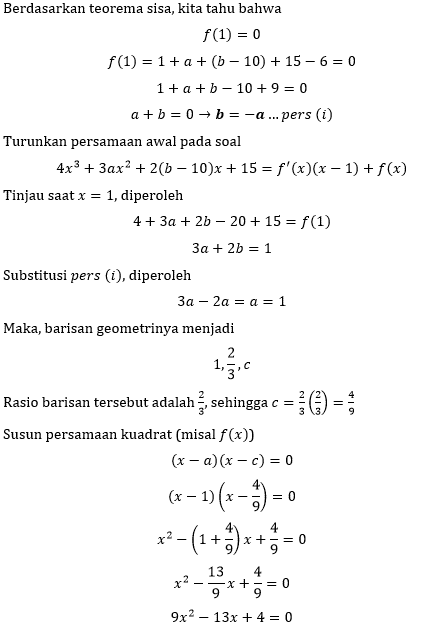 Berdasarkan teorema sisa, kita tahu bahwa
f(1) = 0
f(1) = 1 + a + (b − 10) + 15 − 6 = 0
1 + a + b − 10 + 9 = 0
a + b = 0 → b = −a … pers (i)
Turunkan persamaan awal pada soal
4x³ + 3ax² + 2(b − 10)x + 15 = f′(x)(x − 1) + f(x)
Tinjau saat x = 1, diperoleh
4 + 3a + 2b − 20 + 15 = f(1)
3a + 2b = 1
Substitusi pers (i), diperoleh
3a − 2a = a = 1
Maka, barisan geometrinya menjadi
1, 2/3, c
Rasio barisan tersebut adalah 2/3, sehingga c = 2/3 (2/3) = 4/9
Susun persamaan kuadrat (misal f(x))
(x − a)(x − c) = 0
(x − 1)(x − 4/9) = 0
x² − (1 + 4/9)x + 4/9 = 0
x² − 13/9 x + 4/9 = 0
9x² − 13x + 4 = 0